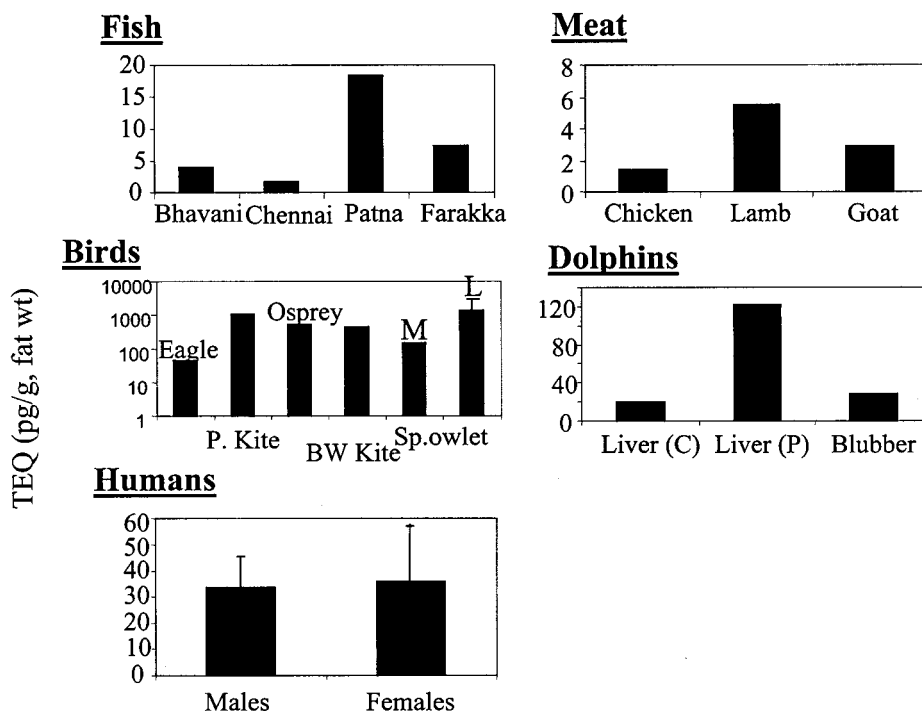 Fish
20
15
10
5
0
Bhavani Chennai Patna Farakka
Meat
8
6
4
2
0
Chicken Lamb Goat
Birds
10000
1000
100
10
1
Eagle
Osprey
M
L
P. Kite
BW Kite
Sp.owlet
Dolphins
120
80
40
0
Liver (C) Liver (P) Blubber
TEQ (pg/g, fat wt)
Humans
60
50
40
30
20
10
0
Males Females